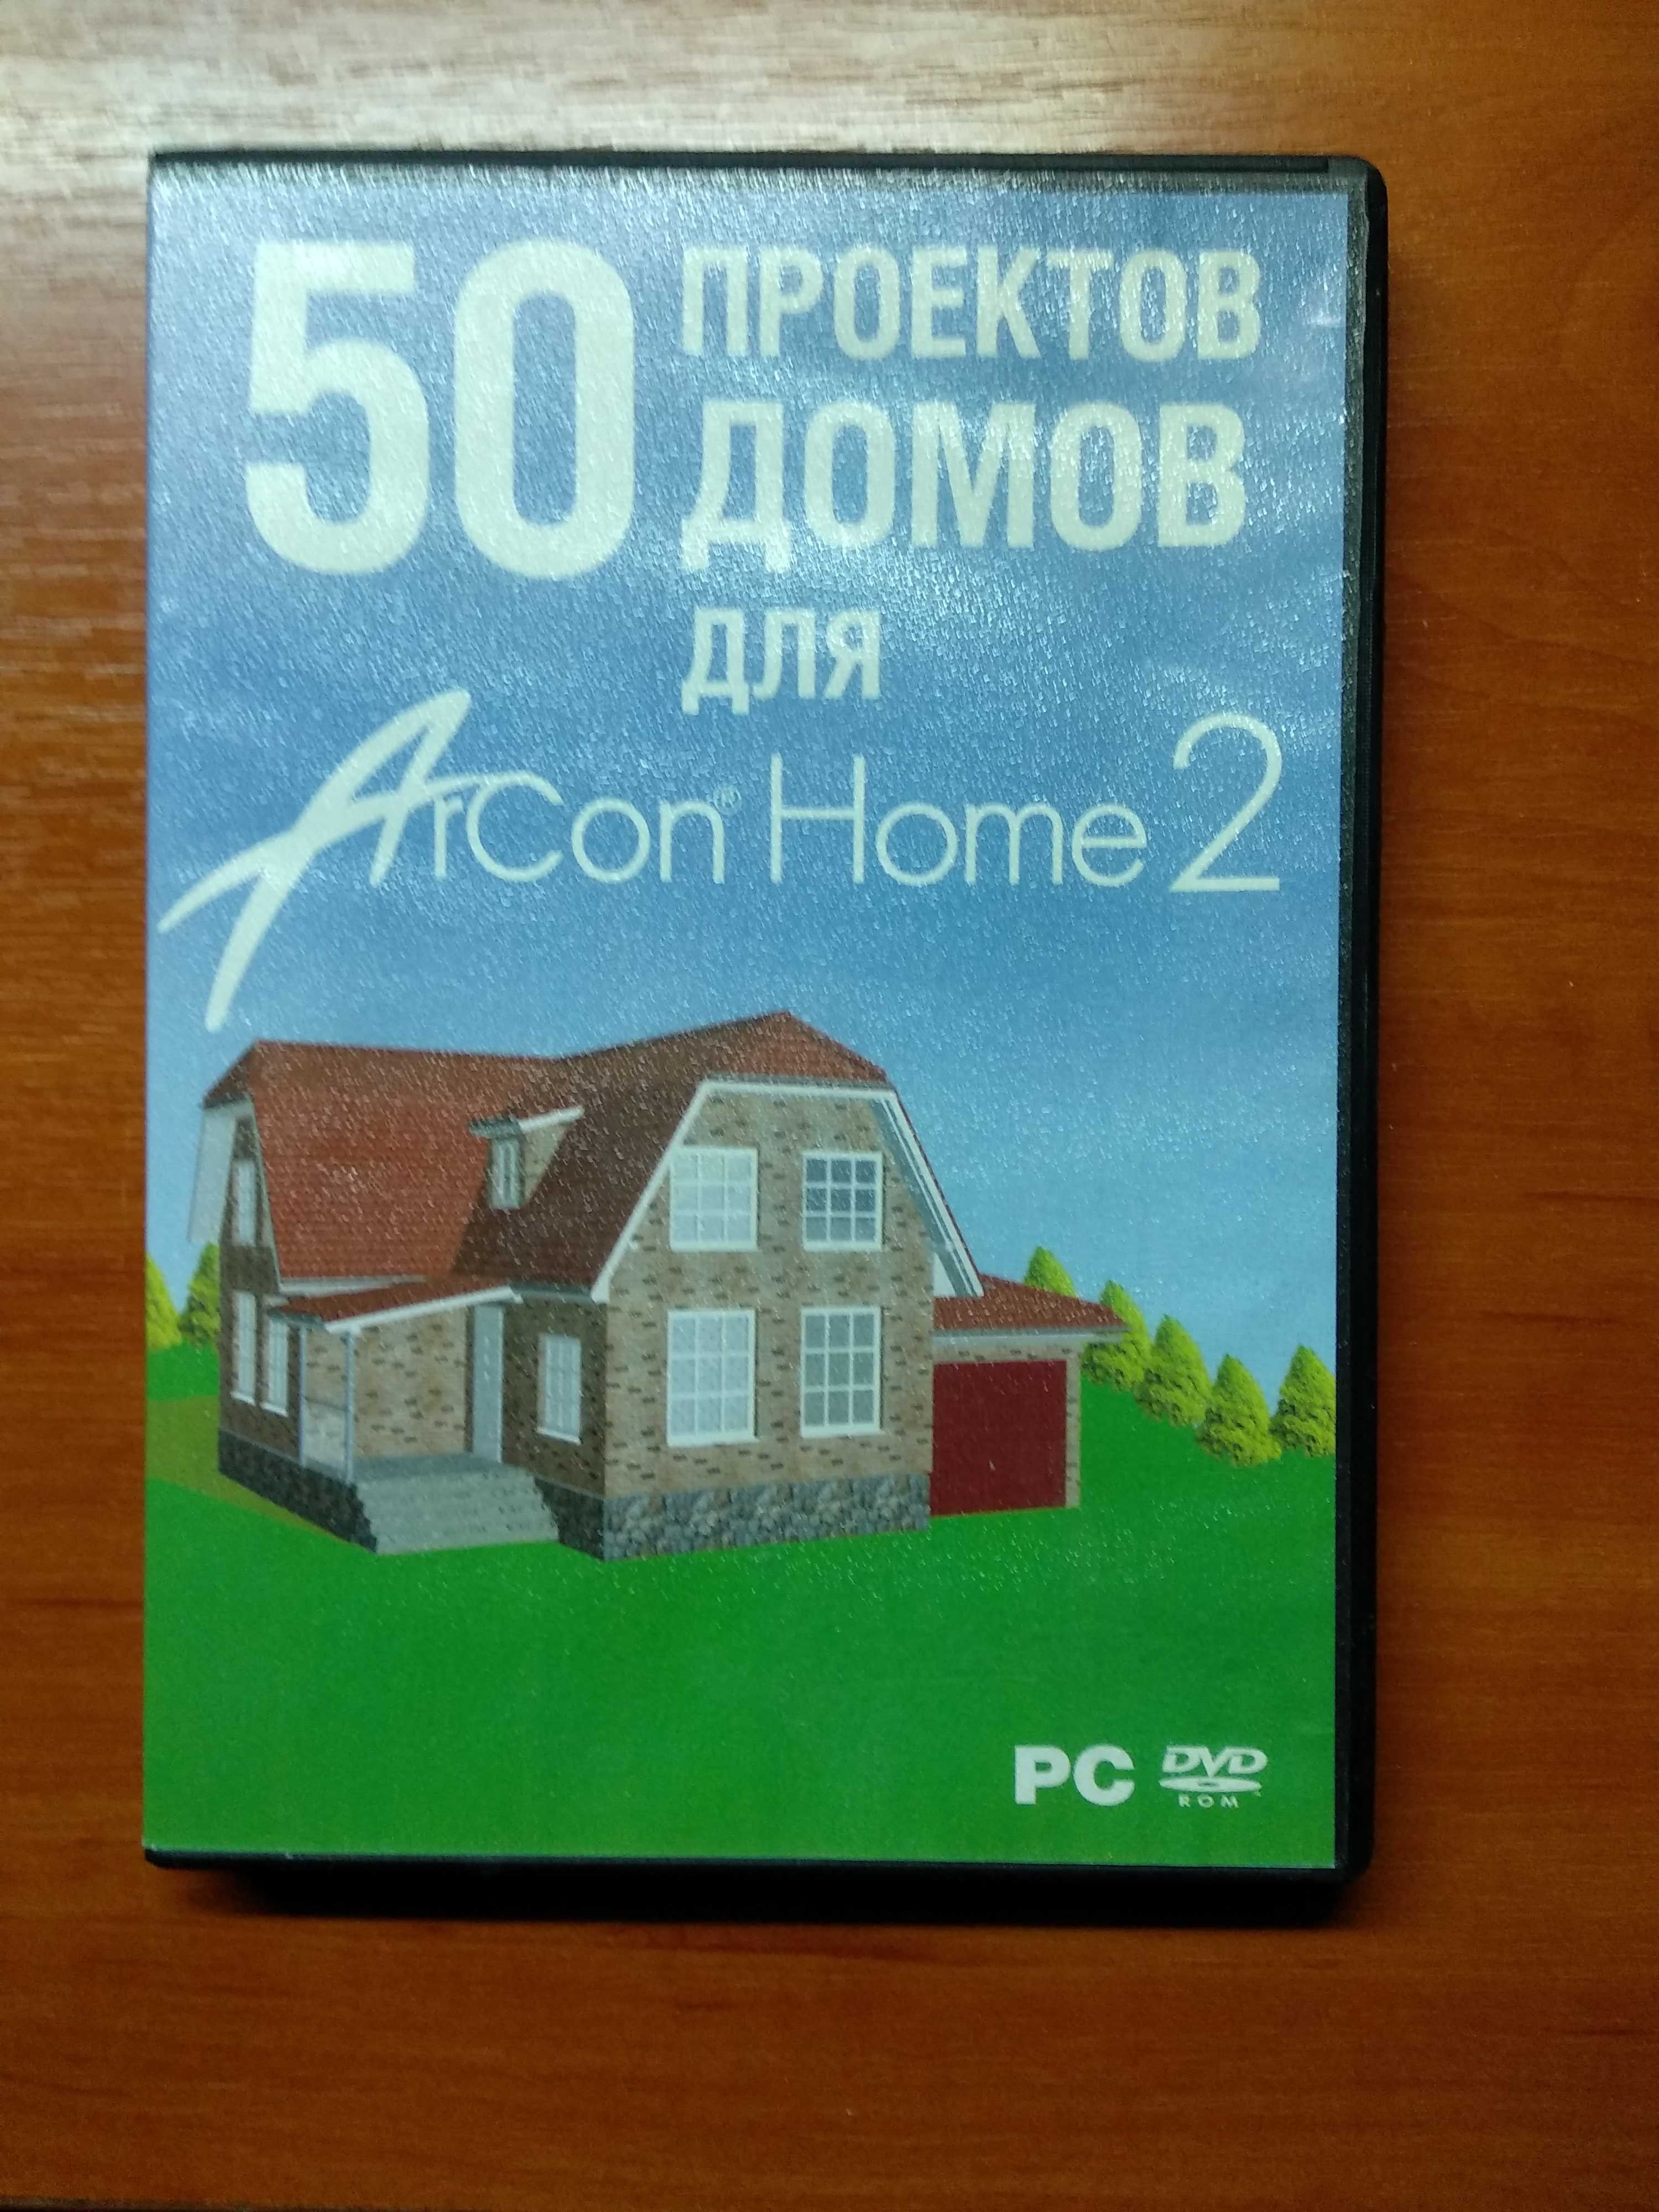 50 ПРОЕКТОВ
ДОМОВ
ДЛЯ
ArCon® Home 2
PC DVD
ROM